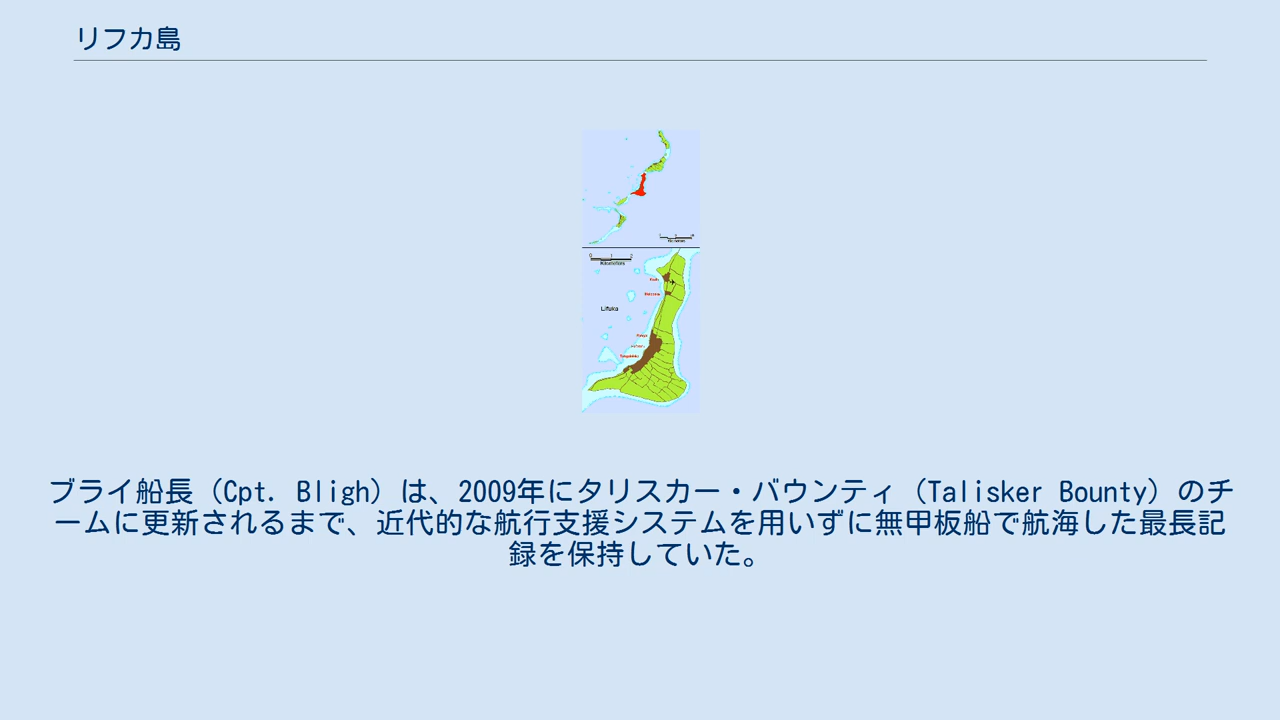 リフカ島
Lifuka
ブライ船長（Cpt. Bligh）は、2009年にタリスカー・バウンティ（Talisker Bounty）のチ
ームに更新されるまで、近代的な航行支援システムを用いずに無甲板船で航海した最長記
録を保持していた。